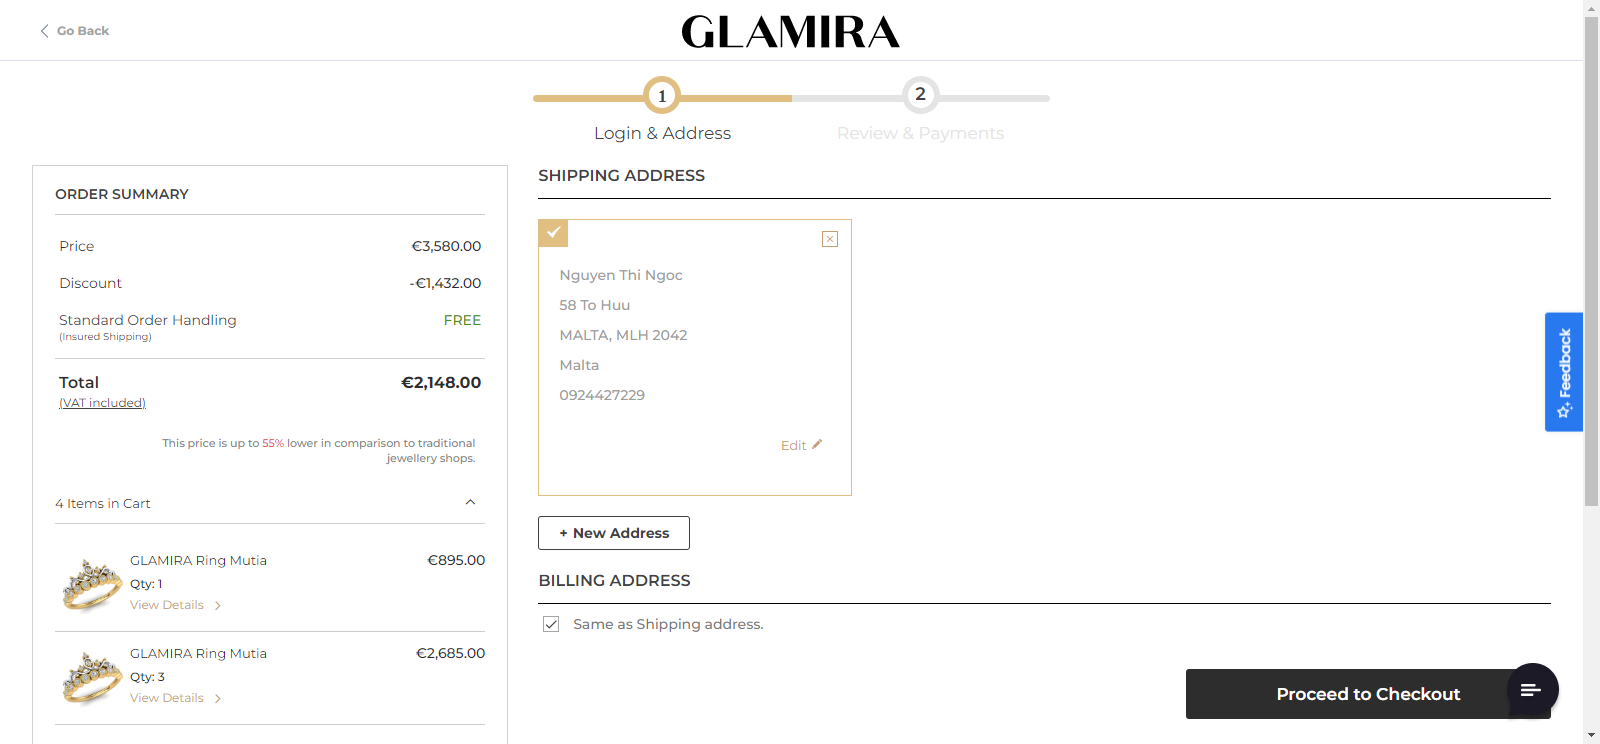 Go Back
GLAMIRA
1
2
Login & Address
Review & Payments
ORDER SUMMARY
Price €3,580.00
Discount -€1,432.00
Standard Order Handling FREE
(Insured Shipping)
Total €2,148.00
(VAT included)
This price is up to 55% lower in comparison to traditional
jewellery shops.
4 Items in Cart
GLAMIRA Ring Mutia €895.00
Qty: 1
View Details
GLAMIRA Ring Mutia €2,685.00
Qty: 3
View Details
SHIPPING ADDRESS
Nguyen Thi Ngoc
58 To Huu
MALTA, MLH 2042
Malta
0924427229
Edit
+ New Address
BILLING ADDRESS
Same as Shipping address.
Proceed to Checkout
Feedback